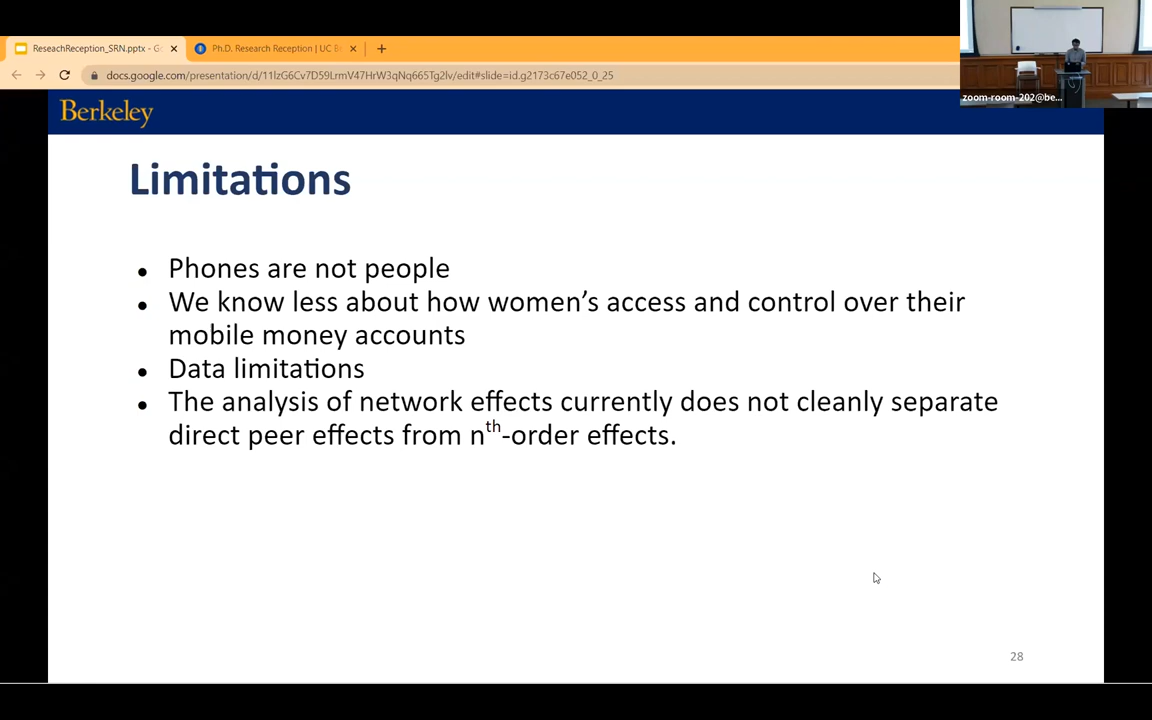 ReseachReception_SRN.pptx - Go
Ph.D. Research Reception | UC B
docs.google.com/presentation/d/11lzG6Cv7D59LrmV47HrW3qNq665Tg2lv/edit#slide=id.g2173c67e052_0_25
zoom-room-202@be...
Berkeley
Limitations
● Phones are not people
● We know less about how women’s access and control over their
mobile money accounts
● Data limitations
● The analysis of network effects currently does not cleanly separate
direct peer effects from nth-order effects.
28